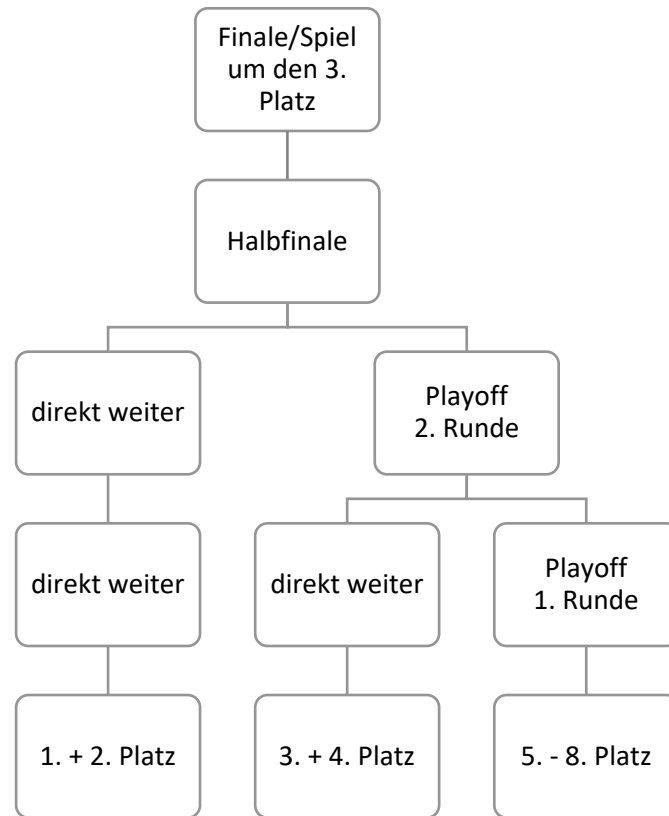 Finale/Spiel
um den 3.
Platz
Halbfinale
direkt weiter
Playoff
2. Runde
direkt weiter
direkt weiter
Playoff
1. Runde
1. + 2. Platz
3. + 4. Platz
5. - 8. Platz